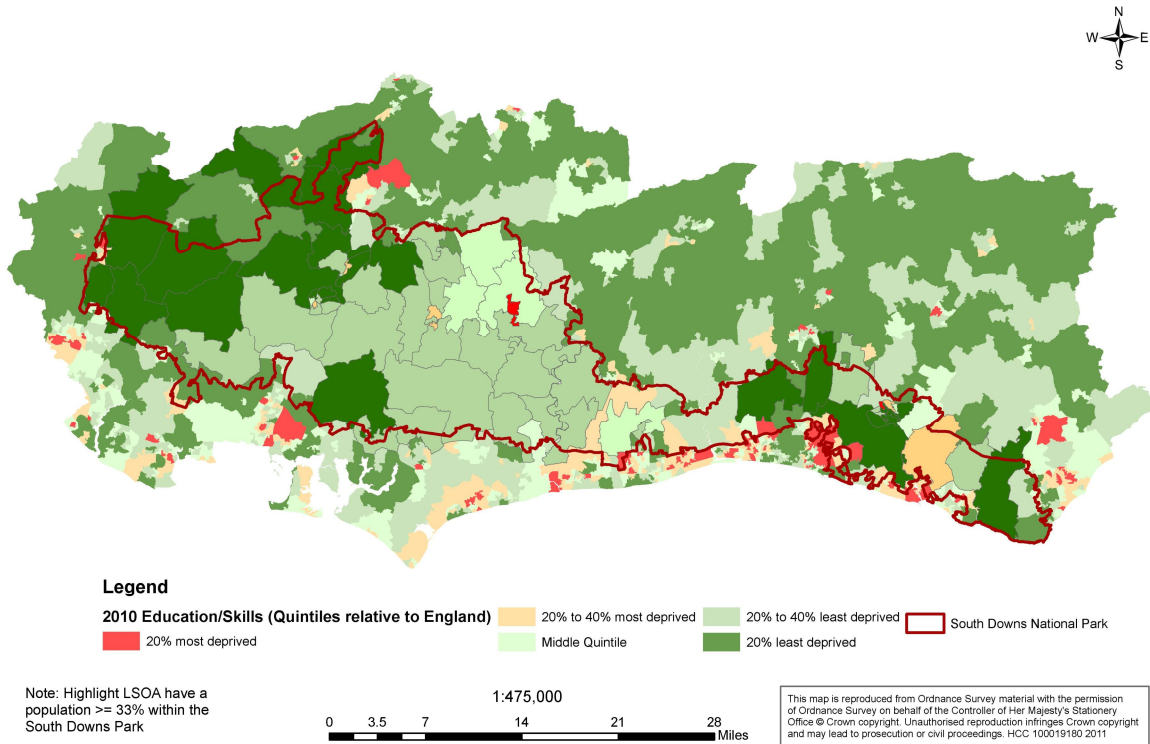 N
W E
S
Legend
2010 Education/Skills (Quintiles relative to England)
20% most deprived
20% to 40% most deprived
Middle Quintile
20% to 40% least deprived
20% least deprived
South Downs National Park
Note: Highlight LSOA have a
population >= 33% within the
South Downs Park
1:475,000
0 3.5 7 14 21 28
Miles
This map is reproduced from Ordnance Survey material with the permission
of Ordnance Survey on behalf of the Controller of Her Majesty's Stationery
Office © Crown copyright. Unauthorised reproduction infringes Crown copyright
and may lead to prosecution or civil proceedings. HCC 100019180 2011